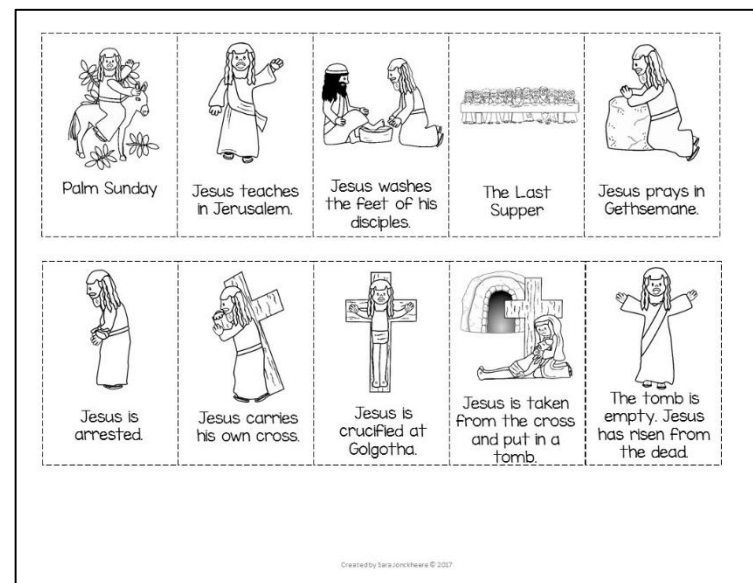 Palm Sunday
Jesus teaches
in Jerusalem.
Jesus washes
the feet of his
disciples.
The Last
Supper
Jesus prays in
Gethsemane.
Jesus is
arrested.
Jesus carries
his own cross.
Jesus is
crucified at
Golgotha.
Jesus is taken
from the cross
and put in a
tomb.
The tomb is
empty. Jesus
has risen from
the dead.
Created by Sara Jonckheere © 2017